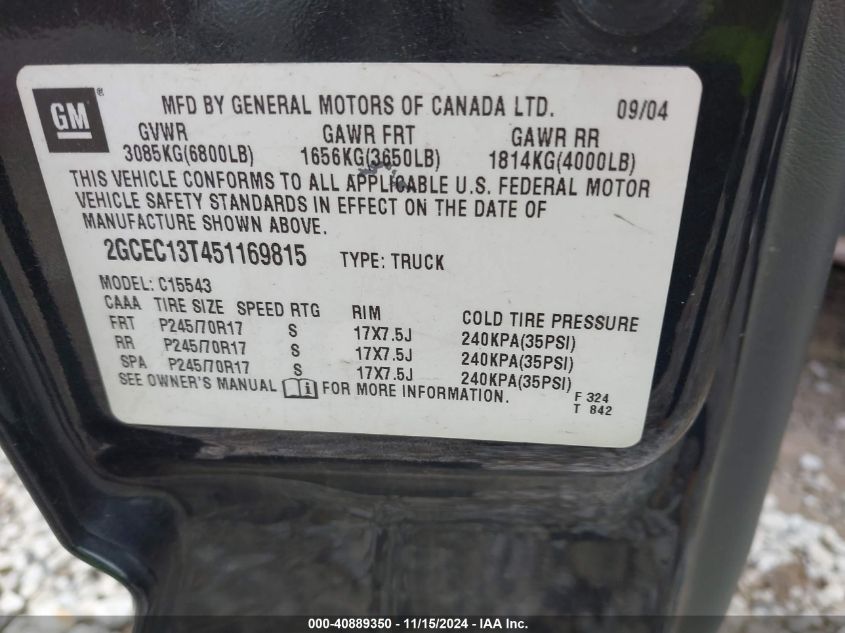 GM ® MFD BY GENERAL MOTORS OF CANADA LTD. 09/04
GVWR GAWR FRT GAWR RR
3085KG(6800LB) 1656KG(3650LB) 1814KG(4000LB)
THIS VEHICLE CONFORMS TO ALL APPLICABLE U.S. FEDERAL MOTOR
VEHICLE SAFETY STANDARDS IN EFFECT ON THE DATE OF
MANUFACTURE SHOWN ABOVE.
2GCEC13T451169815 TYPE: TRUCK
MODEL: C15543
CAAA TIRE SIZE SPEED RTG RIM COLD TIRE PRESSURE
FRT P245/70R17 S 17X7.5J 240KPA(35PSI)
RR P245/70R17 S 17X7.5J 240KPA(35PSI)
SPA P245/70R17 S 17X7.5J 240KPA(35PSI)
SEE OWNER'S MANUAL i FOR MORE INFORMATION.
F 324
T 842
000-40889350 - 11/15/2024 - IAA Inc.